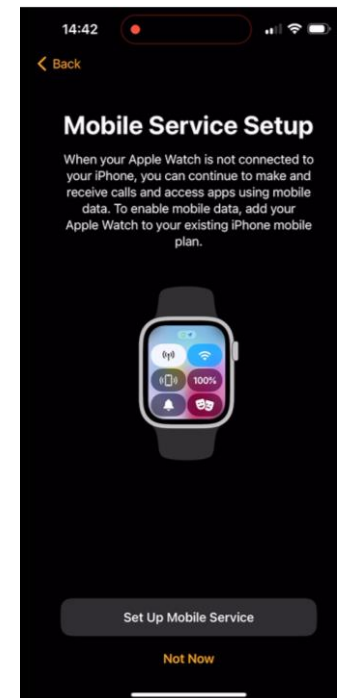 14:42
Back
Mobile Service Setup
When your Apple Watch is not connected to
your iPhone, you can continue to make and
receive calls and access apps using mobile
data. To enable mobile data, add your
Apple Watch to your existing iPhone mobile
plan.
100%
Set Up Mobile Service
Not Now